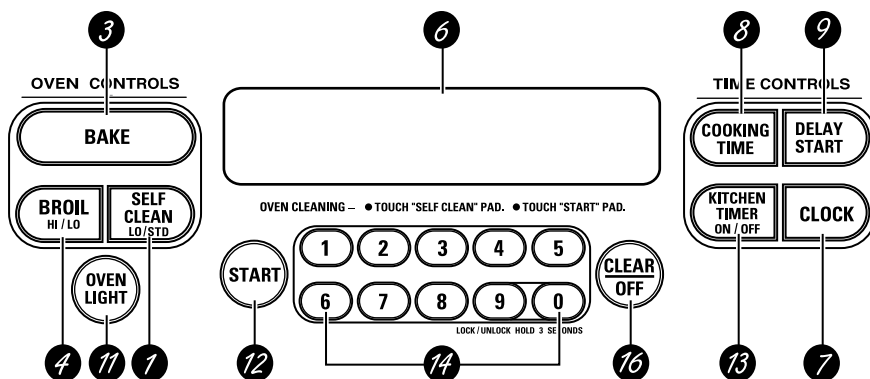 3 6 8 9
OVEN CONTROLS
TIME CONTROLS
BAKE
COOKING
TIME
DELAY
START
BROIL
HI / LO
SELF
CLEAN
LO/STD
OVEN CLEANING – ● TOUCH "SELF CLEAN" PAD. ● TOUCH "START" PAD.
KITCHEN
TIMER
ON / OFF
CLOCK
OVEN
LIGHT
START
1 2 3 4 5
6 7 8 9 0
LOCK/UNLOCK HOLD 3 SECONDS
CLEAR
OFF
4 11 1 12 14 16 13 7